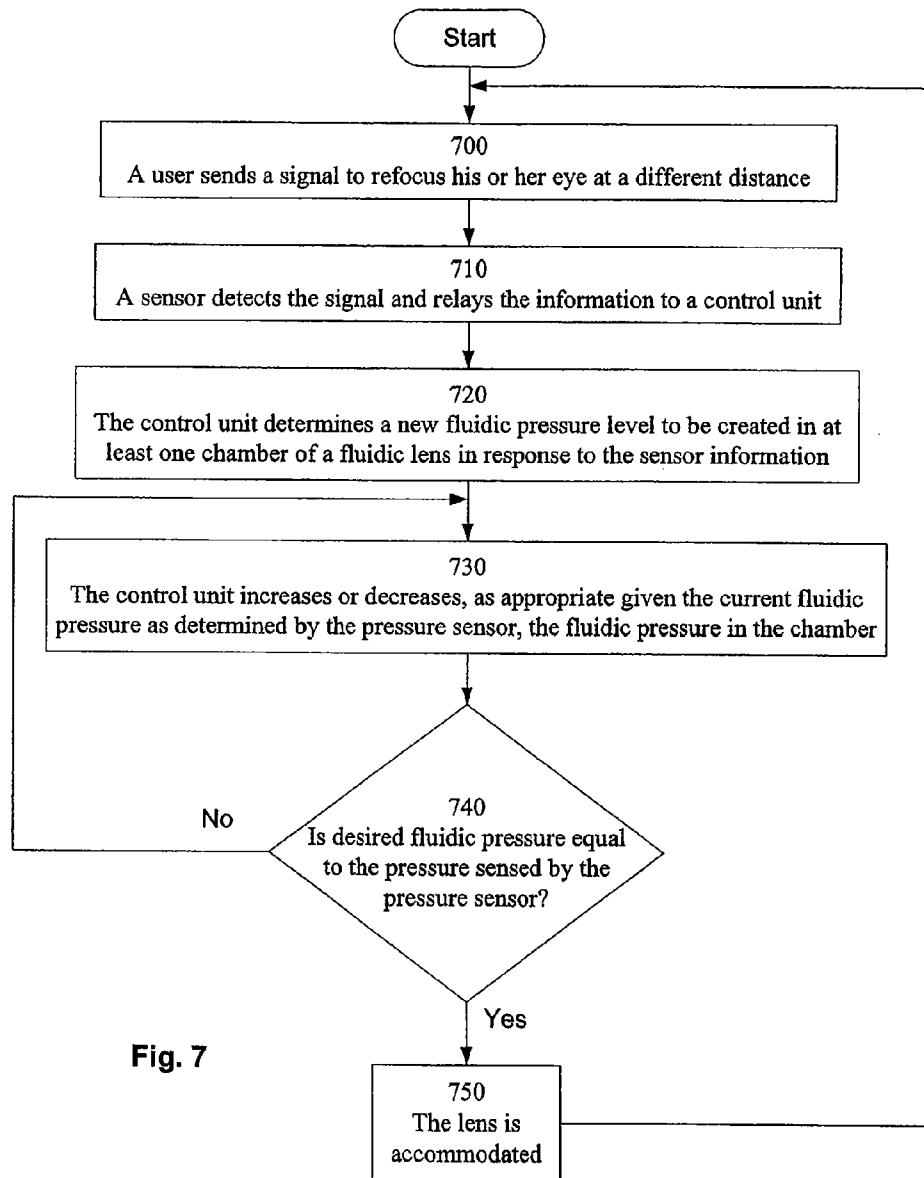 Start
700
A user sends a signal to refocus his or her eye at a different distance
710
A sensor detects the signal and relays the information to a control unit
720
The control unit determines a new fluidic pressure level to be created in at
least one chamber of a fluidic lens in response to the sensor information
730
The control unit increases or decreases, as appropriate given the current fluidic
pressure as determined by the pressure sensor, the fluidic pressure in the chamber
740
Is desired fluidic pressure equal
to the pressure sensed by the
pressure sensor?
No
Yes
Fig. 7
750
The lens is
accommodated